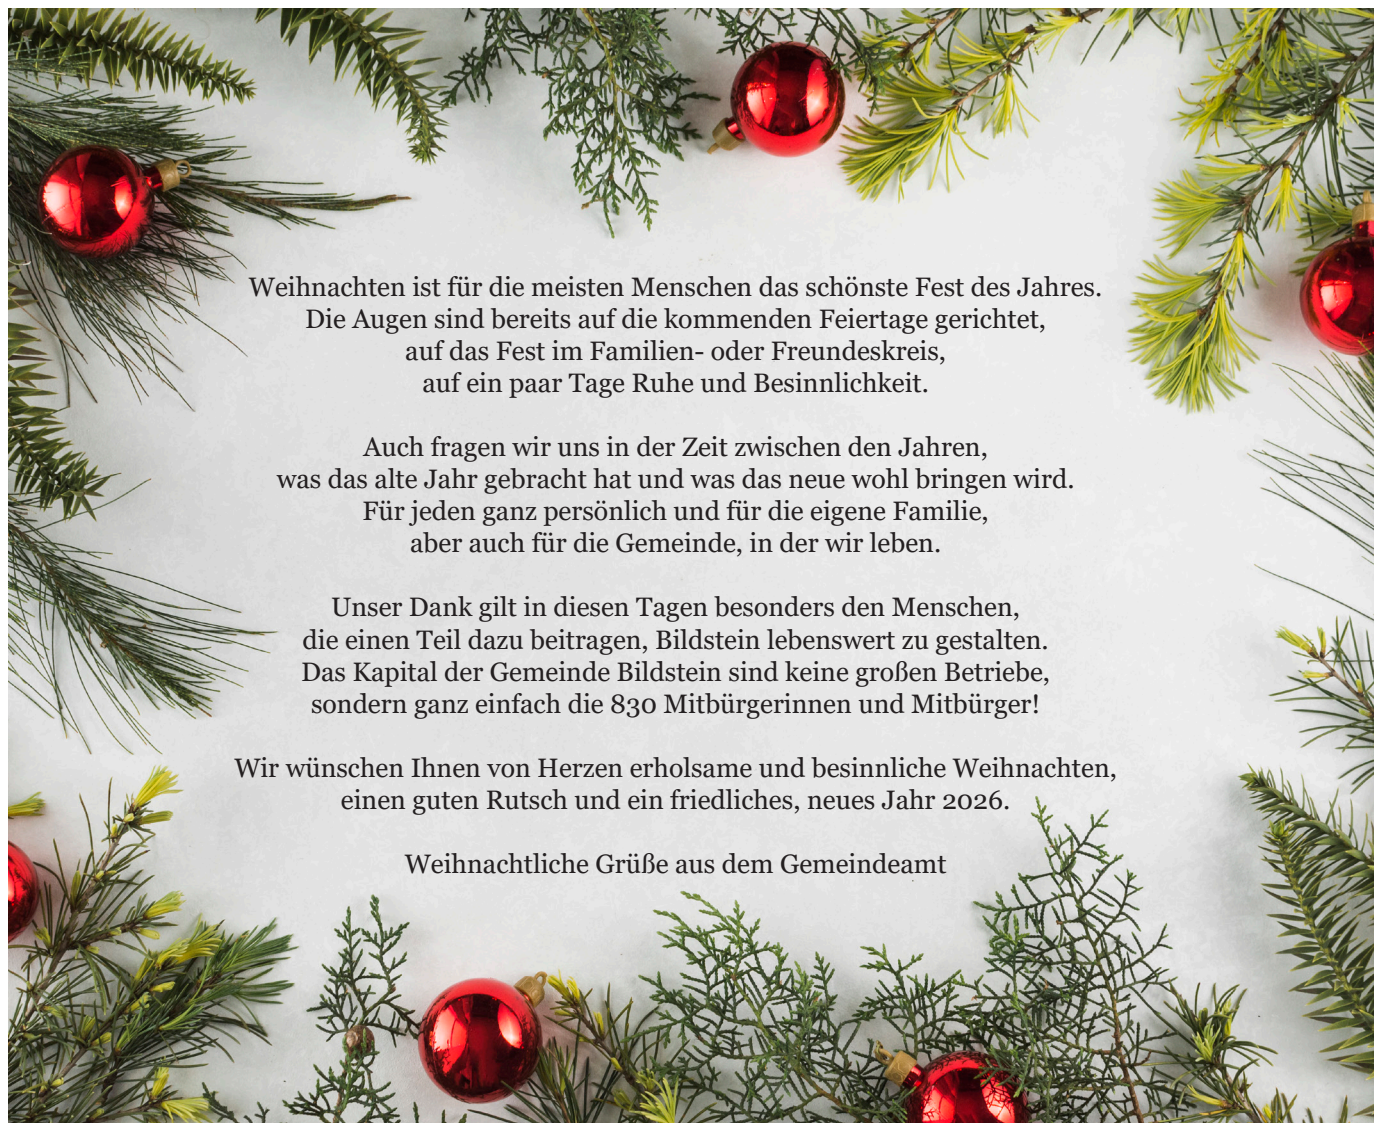 Weihnachten ist für die meisten Menschen das schönste Fest des Jahres.
Die Augen sind bereits auf die kommenden Feiertage gerichtet,
auf das Fest im Familien- oder Freundeskreis,
auf ein paar Tage Ruhe und Besinnlichkeit.
Auch fragen wir uns in der Zeit zwischen den Jahren,
was das alte Jahr gebracht hat und was das neue wohl bringen wird.
Für jeden ganz persönlich und für die eigene Familie,
aber auch für die Gemeinde, in der wir leben.
Unser Dank gilt in diesen Tagen besonders den Menschen,
die einen Teil dazu beitragen, Bildstein lebenswert zu gestalten.
Das Kapital der Gemeinde Bildstein sind keine großen Betriebe,
sondern ganz einfach die 830 Mitbürgerinnen und Mitbürger!
Wir wünschen Ihnen von Herzen erholsame und besinnliche Weihnachten,
einen guten Rutsch und ein friedliches, neues Jahr 2026.
Weihnachtliche Grüße aus dem Gemeindeamt